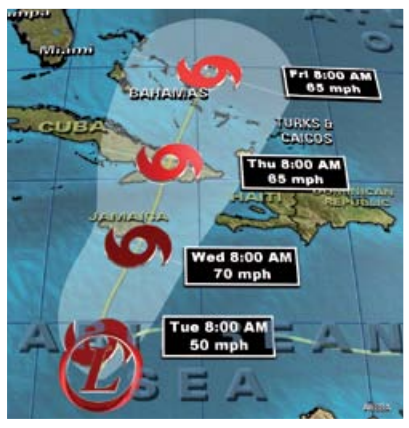 Miami
BAHAMAS
Fri 8:00 AM
65 mph
CUBA
TURKS &
CAICOS
Thu 8:00 AM
65 mph
HAITI
DOMINICAN
REPUBLIC
JAMAICA
Wed 8:00 AM
70 mph
Tue 8:00 AM
50 mph
L
SEA